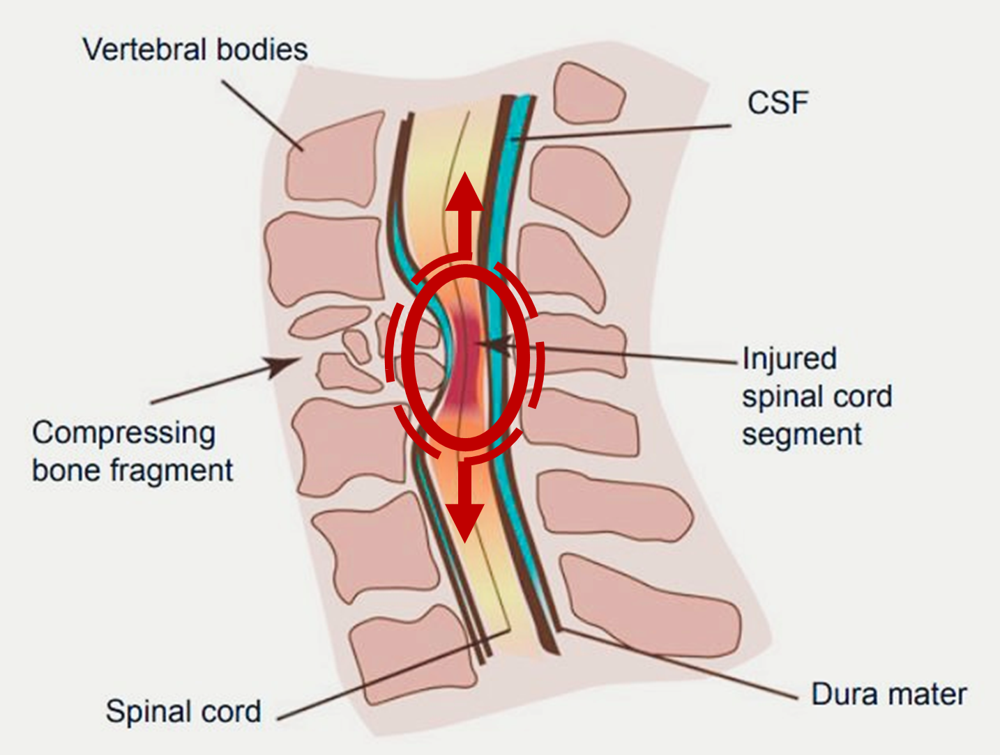 Vertebral bodies
CSF
Injured
spinal cord
segment
Compressing
bone fragment
Spinal cord
Dura mater